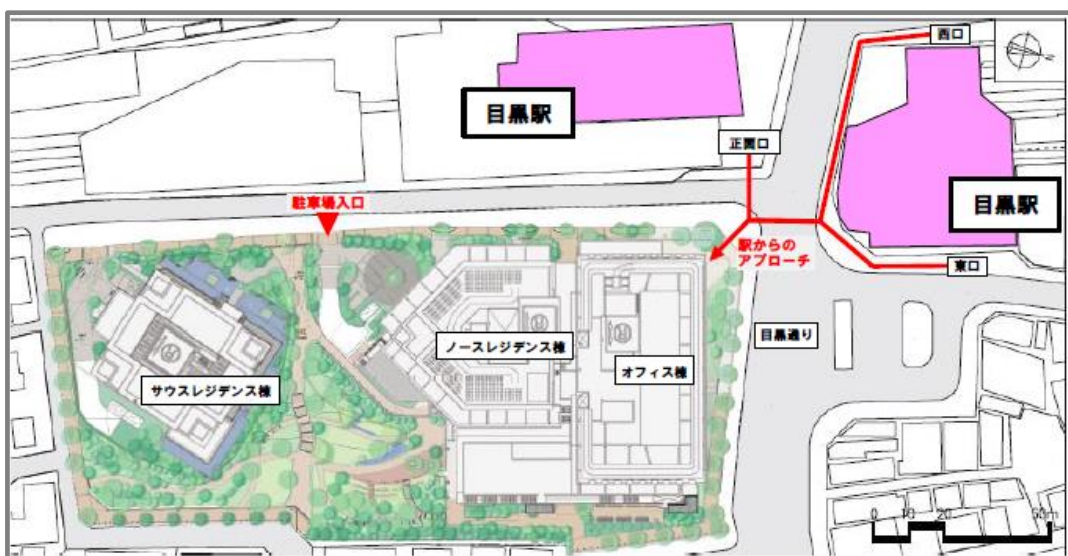 西口
目黒駅
正面口
目黒駅
駐車場入口
駅からの
アプローチ
東口
目黒通り
ノースレジデンス棟
オフィス棟
サウスレジデンス棟
0 10 20 50m